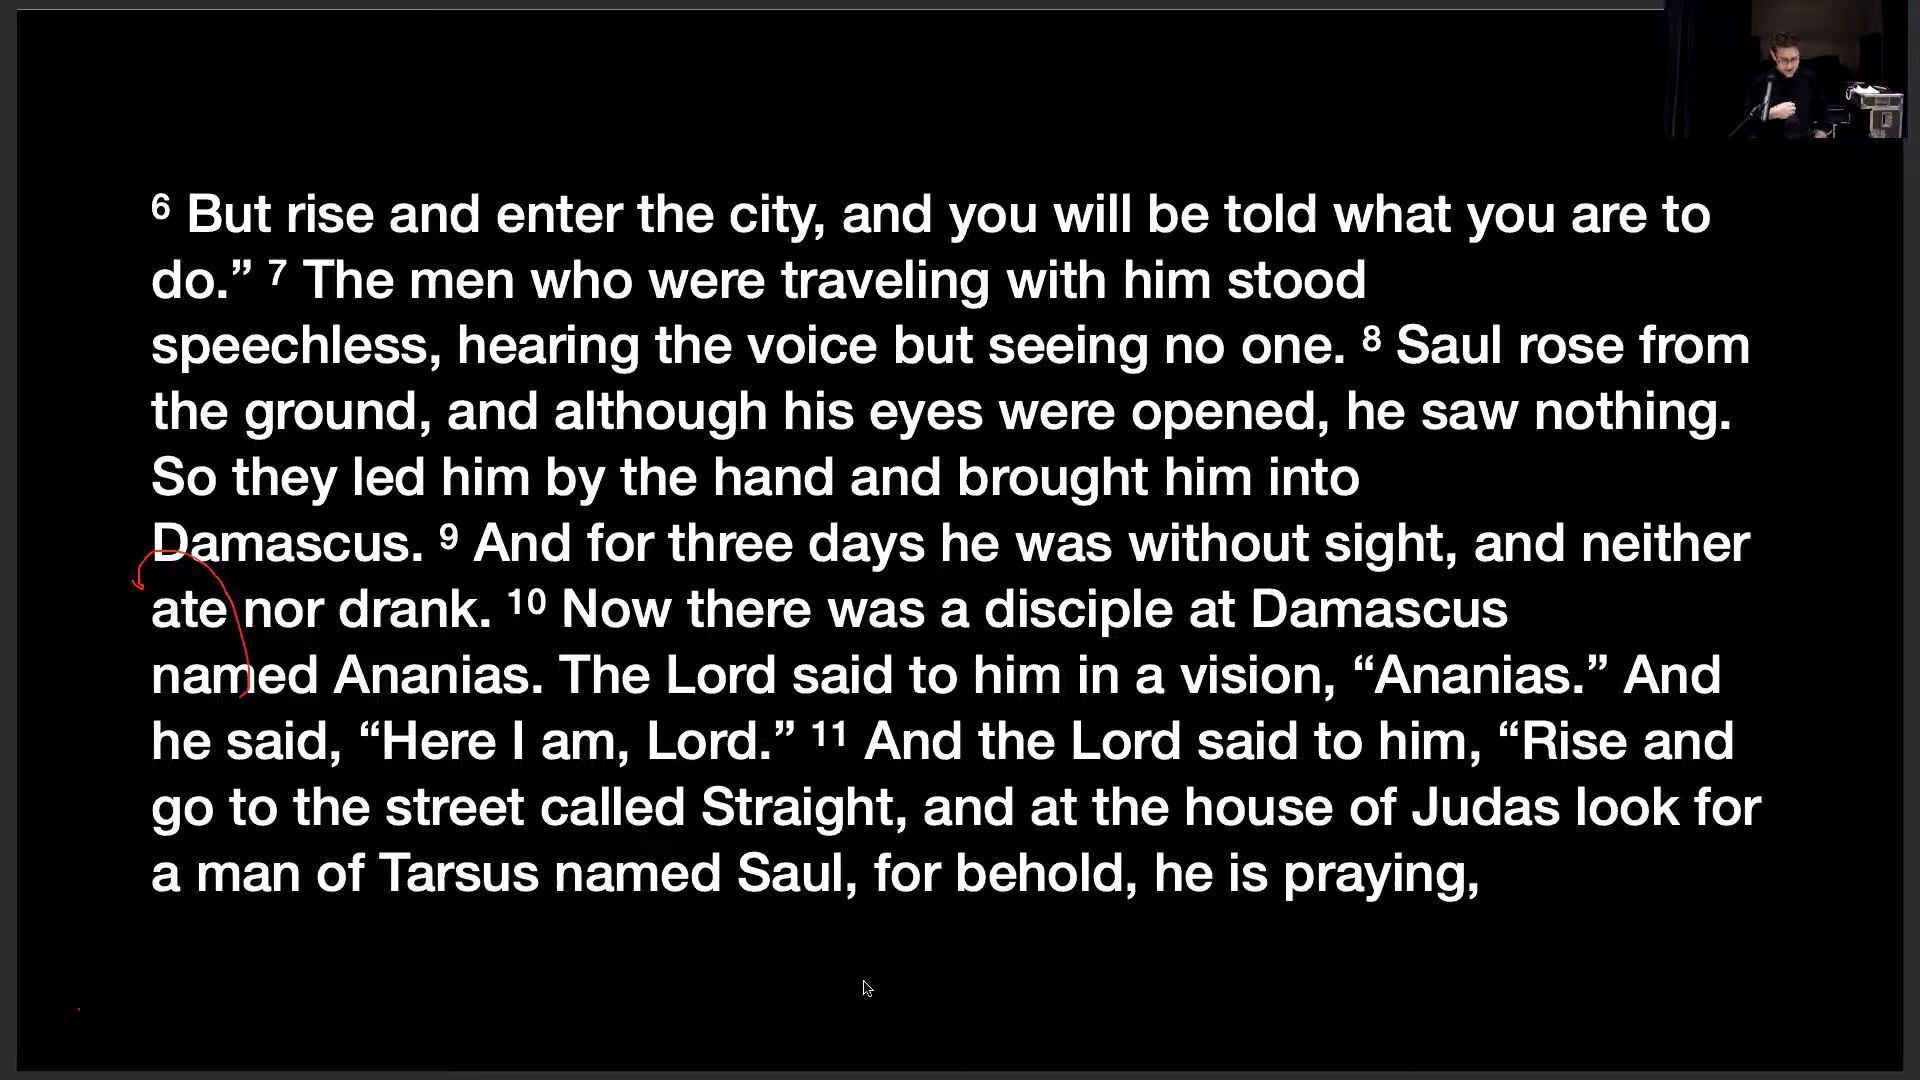 6 But rise and enter the city, and you will be told what you are to
do.” 7 The men who were traveling with him stood
speechless, hearing the voice but seeing no one. 8 Saul rose from
the ground, and although his eyes were opened, he saw nothing.
So they led him by the hand and brought him into
Damascus. 9 And for three days he was without sight, and neither
ate nor drank. 10 Now there was a disciple at Damascus
named Ananias. The Lord said to him in a vision, “Ananias.” And
he said, “Here I am, Lord.” 11 And the Lord said to him, “Rise and
go to the street called Straight, and at the house of Judas look for
a man of Tarsus named Saul, for behold, he is praying,